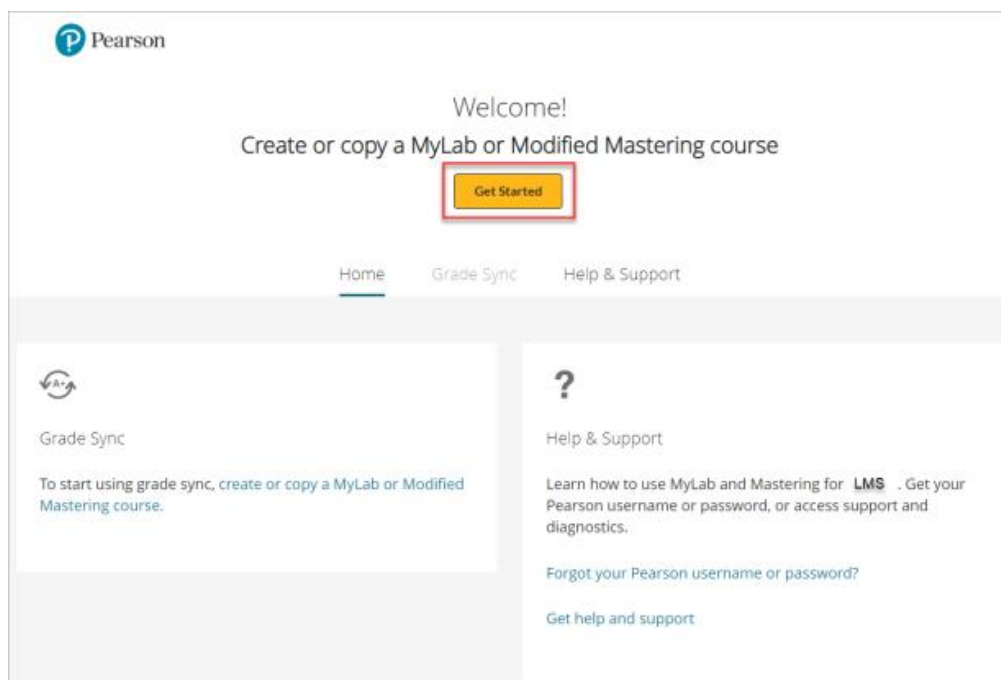 Pearson
Welcome!
Create or copy a MyLab or Modified Mastering course
Get Started
Home Grade Sync Help & Support
A+
Grade Sync
To start using grade sync, create or copy a MyLab or Modified
Mastering course.
?
Help & Support
Learn how to use MyLab and Mastering for LMS . Get your
Pearson username or password, or access support and
diagnostics.
Forgot your Pearson username or password?
Get help and support